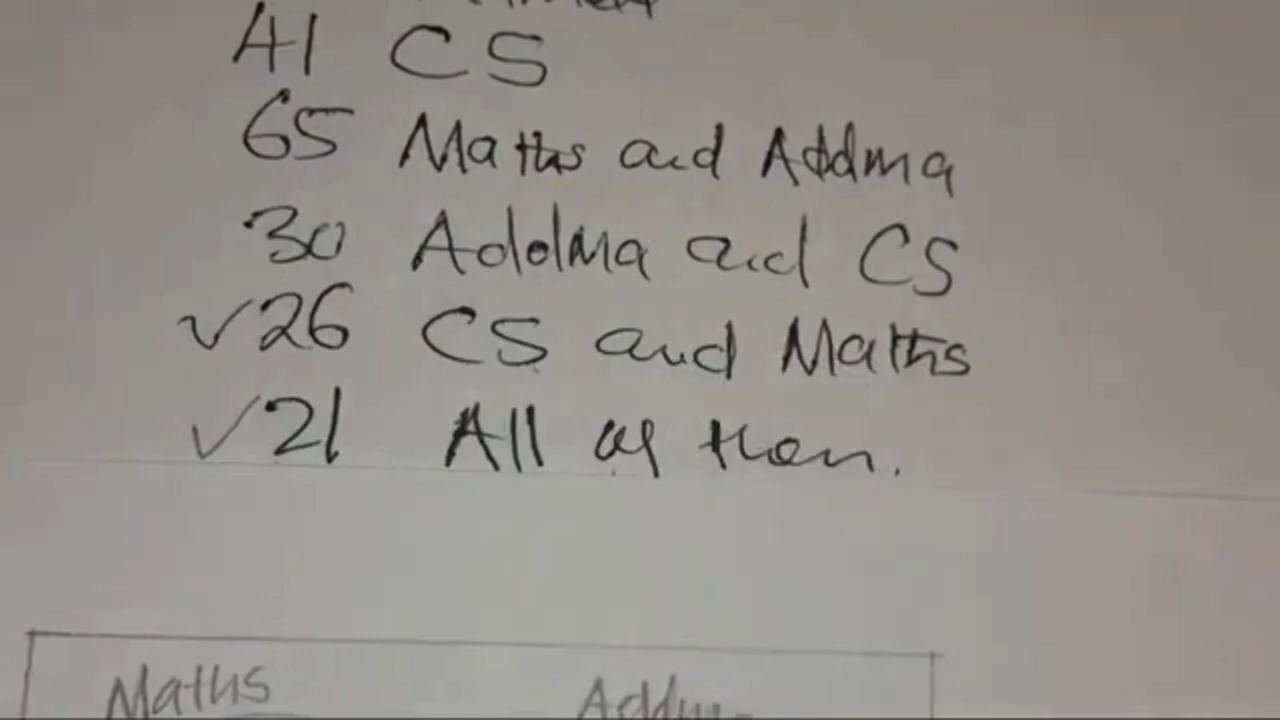 41 CS
65 Maths and Addma
30 Addma and CS
√26 CS and Maths
√21 All of them.
Maths